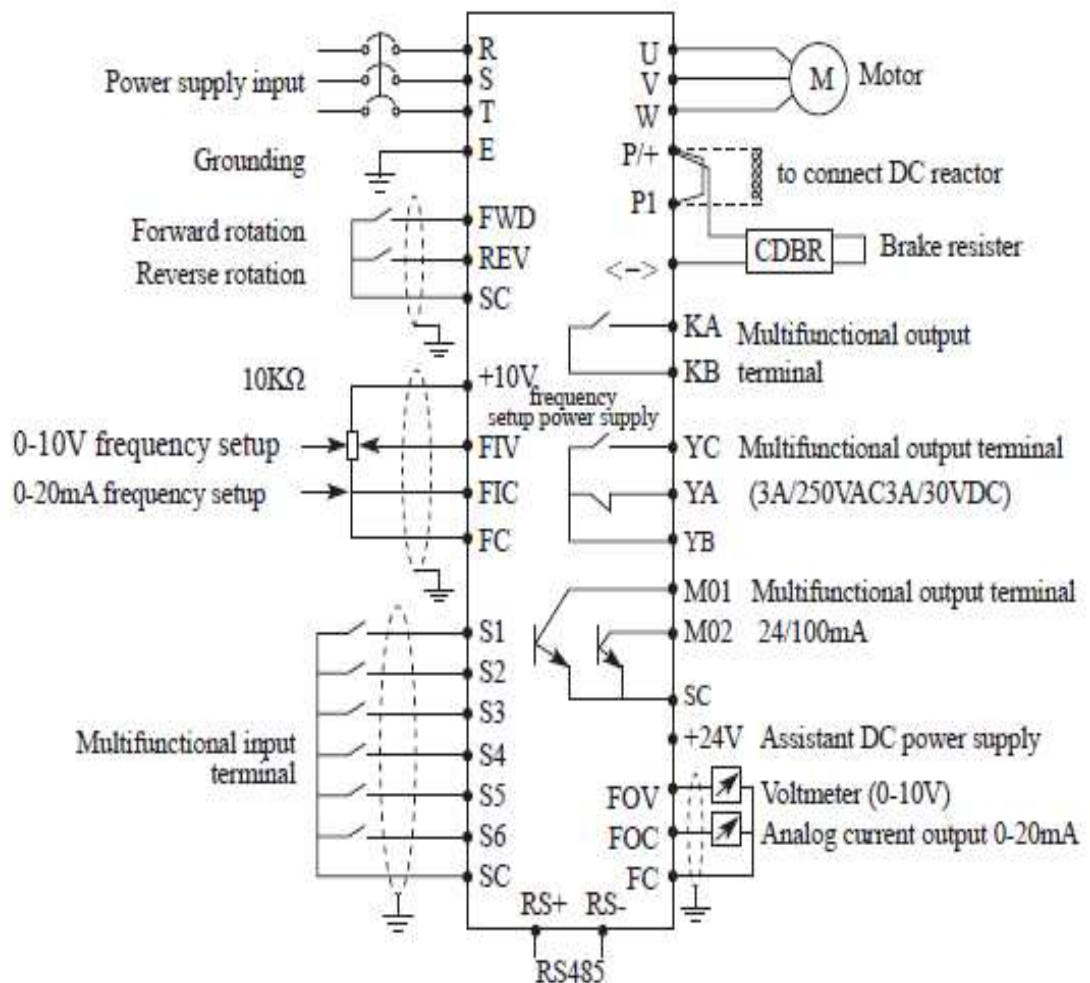 R
U
Power supply input
S
V
M
Motor
T
W
Grounding
E
P/+
to connect DC reactor
P1
Forward rotation
FWD
Reverse rotation
REV
SC
<->
CDBR
Brake resister
KA
Multifunctional output
KB
terminal
10KΩ
+10V
frequency
setup power supply
0-10V frequency setup
FIV
YC
Multifunctional output terminal
0-20mA frequency setup
FIC
YA
(3A/250VAC3A/30VDC)
FC
YB
M01
Multifunctional output terminal
M02
24/100mA
SC
+24V
Assistant DC power supply
S1
S2
S3
Multifunctional input
terminal
S4
S5
S6
SC
FOV
Voltmeter (0-10V)
FOC
Analog current output 0-20mA
FC
RS+
RS-
RS485